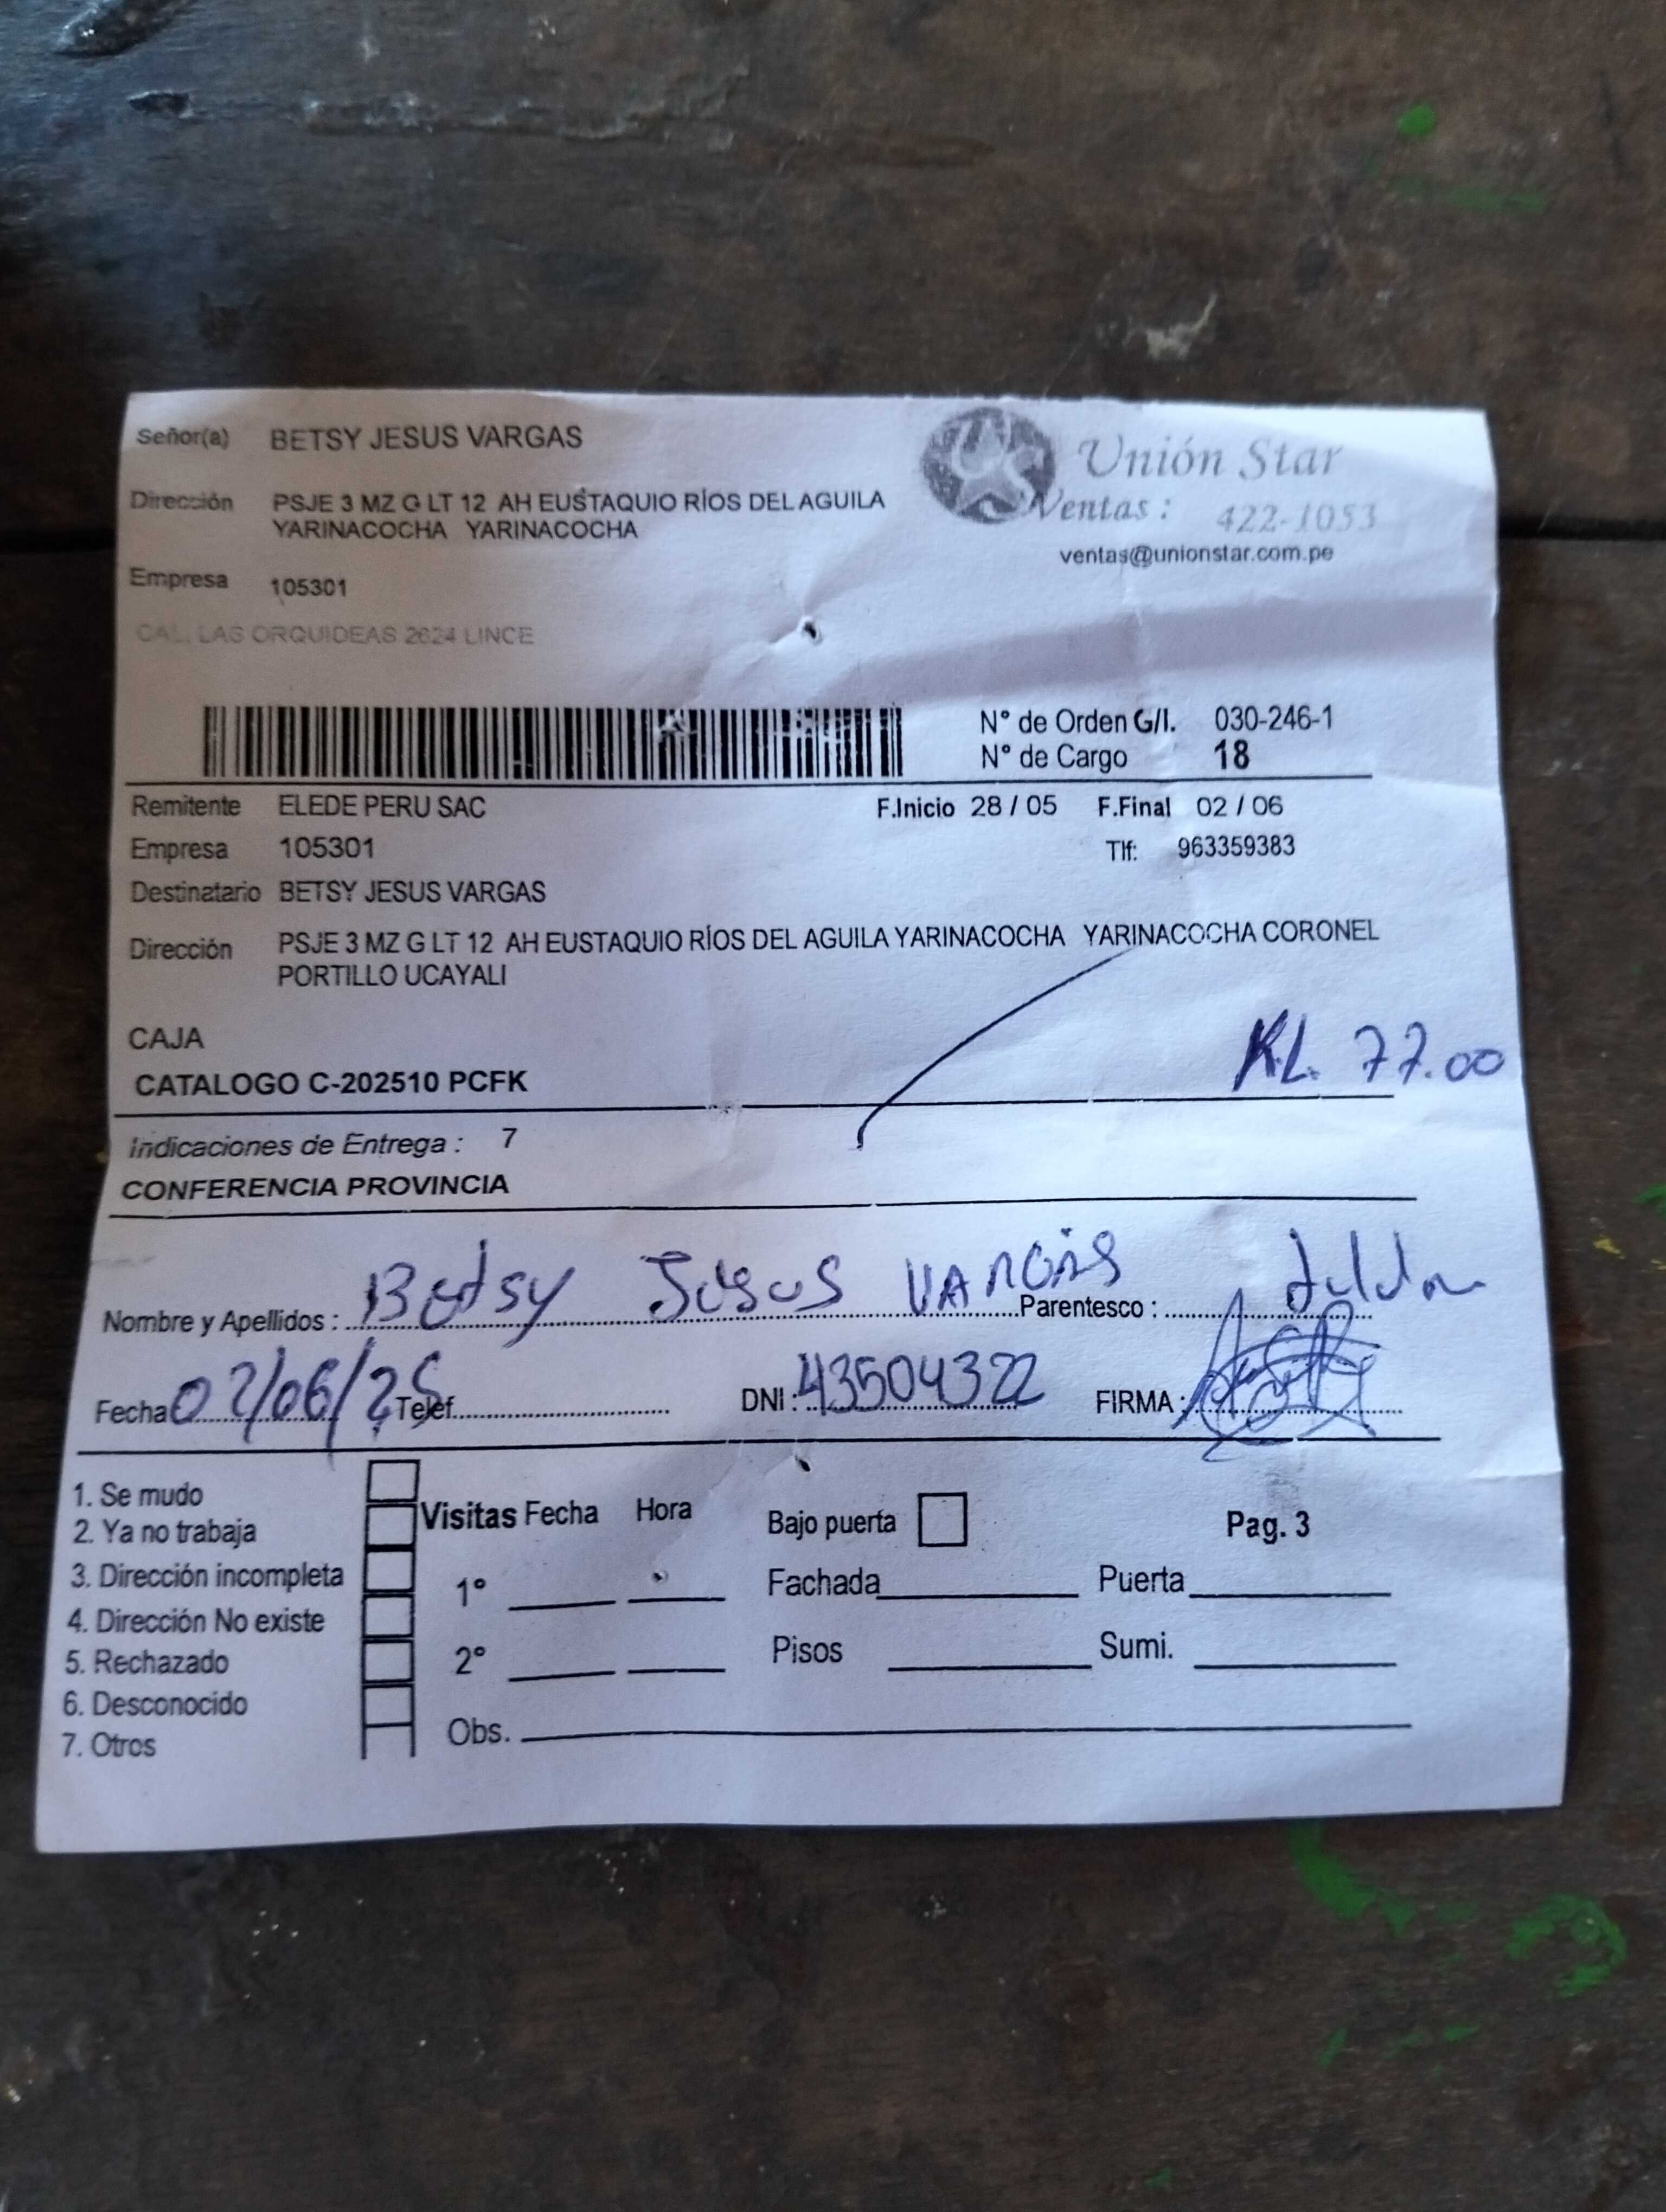 Señor(a) BETSY JESUS VARGAS
Unión Star
Dirección PSJE 3 MZ G LT 12 AH EUSTAQUIO RÍOS DEL AGUILA
YARINACOCHA YARINACOCHA
Ventas: 422-1053
ventas@unionstar.com.pe
Empresa 105301
CAL. LAS ORQUIDEAS 2624 LINCE
N° de Orden G/I. 030-246-1
N° de Cargo 18
Remitente ELEDE PERU SAC F.Inicio 28 / 05 F.Final 02 / 06
Empresa 105301 Tlf: 963359383
Destinatario BETSY JESUS VARGAS
Dirección PSJE 3 MZ G LT 12 AH EUSTAQUIO RÍOS DEL AGUILA YARINACOCHA YARINACOCHA CORONEL
PORTILLO UCAYALI
CAJA
KL. 77.00
CATALOGO C-202510 PCFK
Indicaciones de Entrega : 7
CONFERENCIA PROVINCIA
Nombre y Apellidos : Betsy Jesus VARGAS Parentesco :
Fecha 02/06/25 Telef. DNI : 43504322 FIRMA :
1. Se mudo
2. Ya no trabaja
3. Dirección incompleta
4. Dirección No existe
5. Rechazado
6. Desconocido
7. Otros
Visitas Fecha Hora
1°
2°
Obs.
Bajo puerta Pag. 3
Fachada Puerta
Pisos Sumi.